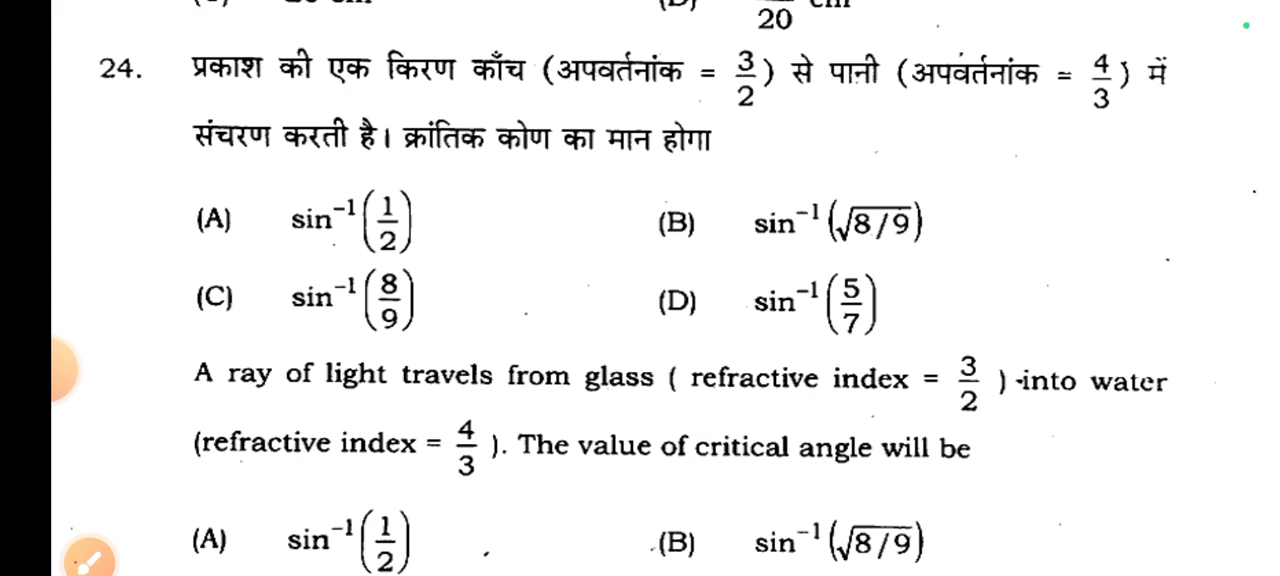 20
24. प्रकाश की एक किरण काँच (अपवर्तनांक = 3/2) से पानी (अपवर्तनांक = 4/3) में
संचरण करती है। क्रांतिक कोण का मान होगा
(A) sin⁻¹(1/2) (B) sin⁻¹(√8/9)
(C) sin⁻¹(8/9) (D) sin⁻¹(5/7)
A ray of light travels from glass ( refractive index = 3/2 ) into water
(refractive index = 4/3 ). The value of critical angle will be
(A) sin⁻¹(1/2) (B) sin⁻¹(√8/9)